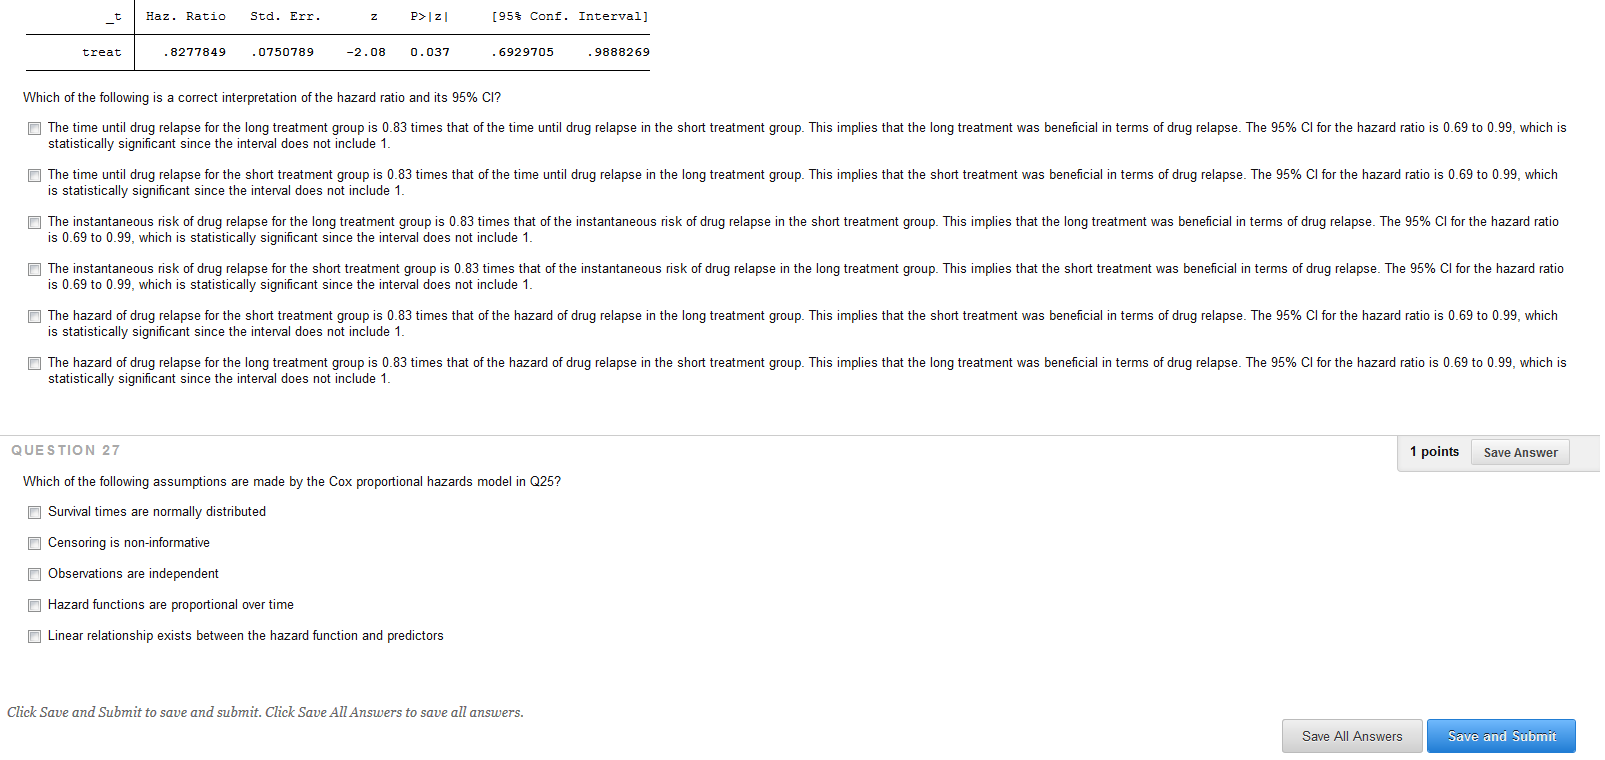 _t Haz. Ratio Std. Err. z P>|z| [95% Conf. Interval]
treat .8277849 .0750789 -2.08 0.037 .6929705 .9888269
Which of the following is a correct interpretation of the hazard ratio and its 95% CI?
The time until drug relapse for the long treatment group is 0.83 times that of the time until drug relapse in the short treatment group. This implies that the long treatment was beneficial in terms of drug relapse. The 95% CI for the hazard ratio is 0.69 to 0.99, which is
statistically significant since the interval does not include 1.
The time until drug relapse for the short treatment group is 0.83 times that of the time until drug relapse in the long treatment group. This implies that the short treatment was beneficial in terms of drug relapse. The 95% CI for the hazard ratio is 0.69 to 0.99, which
is statistically significant since the interval does not include 1.
The instantaneous risk of drug relapse for the long treatment group is 0.83 times that of the instantaneous risk of drug relapse in the short treatment group. This implies that the long treatment was beneficial in terms of drug relapse. The 95% CI for the hazard ratio
is 0.69 to 0.99, which is statistically significant since the interval does not include 1.
The instantaneous risk of drug relapse for the short treatment group is 0.83 times that of the instantaneous risk of drug relapse in the long treatment group. This implies that the short treatment was beneficial in terms of drug relapse. The 95% CI for the hazard ratio
is 0.69 to 0.99, which is statistically significant since the interval does not include 1.
The hazard of drug relapse for the short treatment group is 0.83 times that of the hazard of drug relapse in the long treatment group. This implies that the short treatment was beneficial in terms of drug relapse. The 95% CI for the hazard ratio is 0.69 to 0.99, which
is statistically significant since the interval does not include 1.
The hazard of drug relapse for the long treatment group is 0.83 times that of the hazard of drug relapse in the short treatment group. This implies that the long treatment was beneficial in terms of drug relapse. The 95% CI for the hazard ratio is 0.69 to 0.99, which is
statistically significant since the interval does not include 1.
QUESTION 27
1 points Save Answer
Which of the following assumptions are made by the Cox proportional hazards model in Q25?
Survival times are normally distributed
Censoring is non-informative
Observations are independent
Hazard functions are proportional over time
Linear relationship exists between the hazard function and predictors
Click Save and Submit to save and submit. Click Save All Answers to save all answers.
Save All Answers Save and Submit